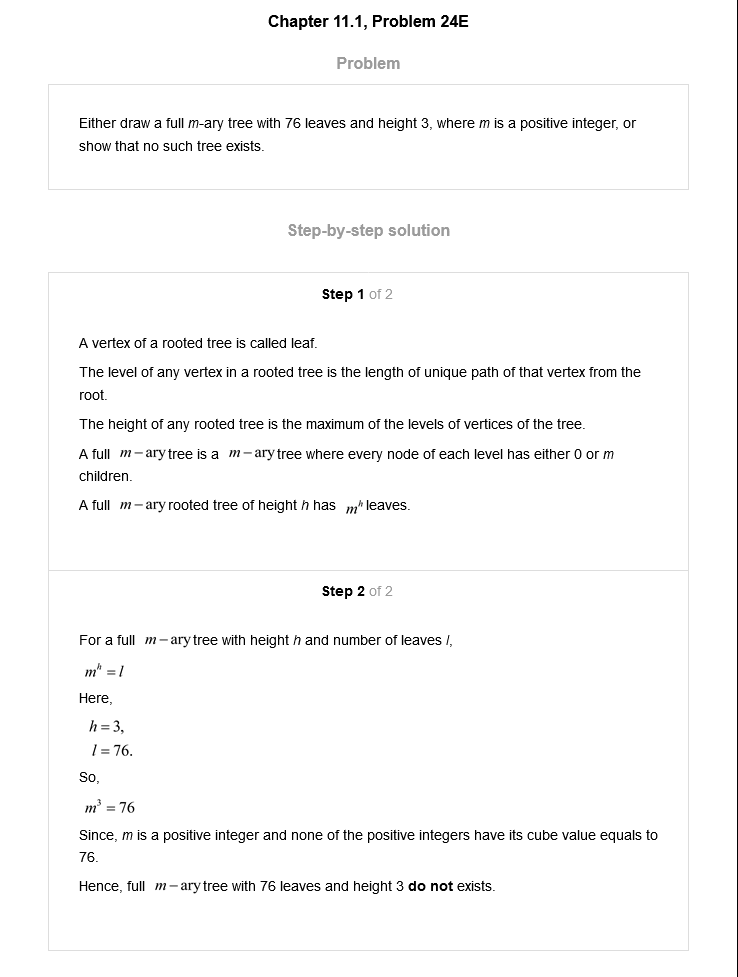 Chapter 11.1, Problem 24E
Problem
Either draw a full m-ary tree with 76 leaves and height 3, where m is a positive integer, or
show that no such tree exists.
Step-by-step solution
Step 1 of 2
A vertex of a rooted tree is called leaf.
The level of any vertex in a rooted tree is the length of unique path of that vertex from the
root.
The height of any rooted tree is the maximum of the levels of vertices of the tree.
A full m−ary tree is a m−ary tree where every node of each level has either 0 or m
children.
A full m−ary rooted tree of height h has mʰ leaves.
Step 2 of 2
For a full m−ary tree with height h and number of leaves l,
mʰ = l
Here,
h = 3,
l = 76.
So,
m³ = 76
Since, m is a positive integer and none of the positive integers have its cube value equals to
76.
Hence, full m−ary tree with 76 leaves and height 3 do not exists.